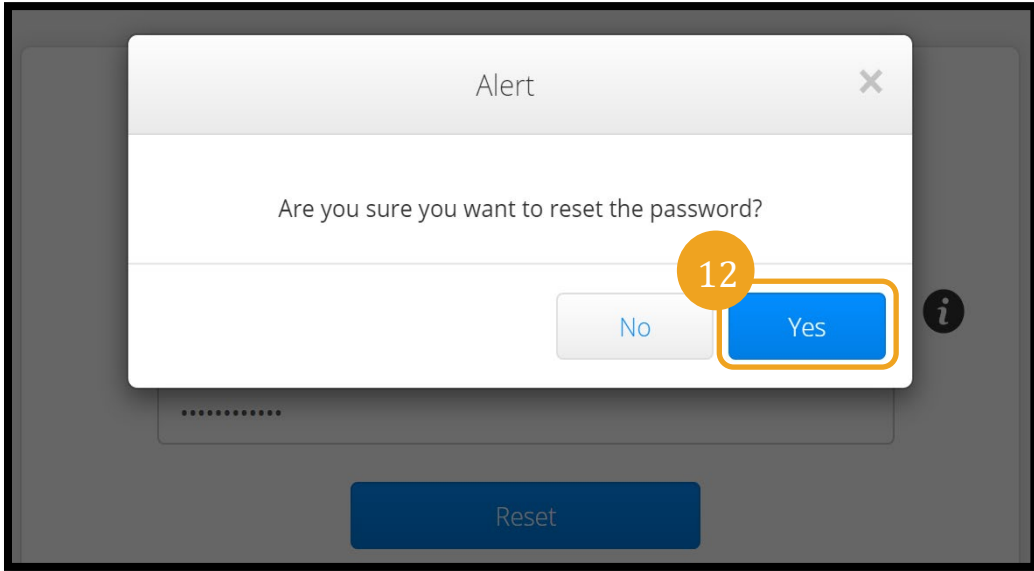 Alert
Are you sure you want to reset the password?
12
No
Yes
Reset